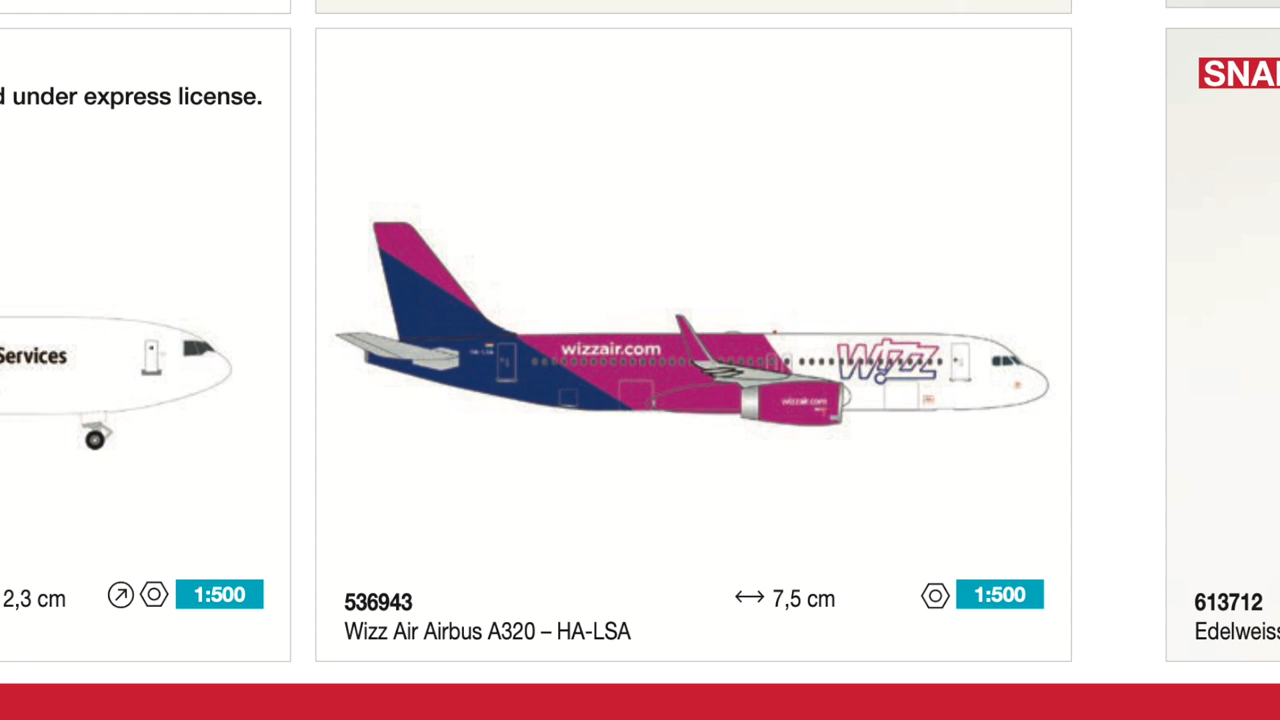 d under express license.
Services
2,3 cm
1:500
wizzair.com
Wizz
wizzair.com
536943
7,5 cm
1:500
Wizz Air Airbus A320 – HA-LSA
SNA
613712
Edelweiss